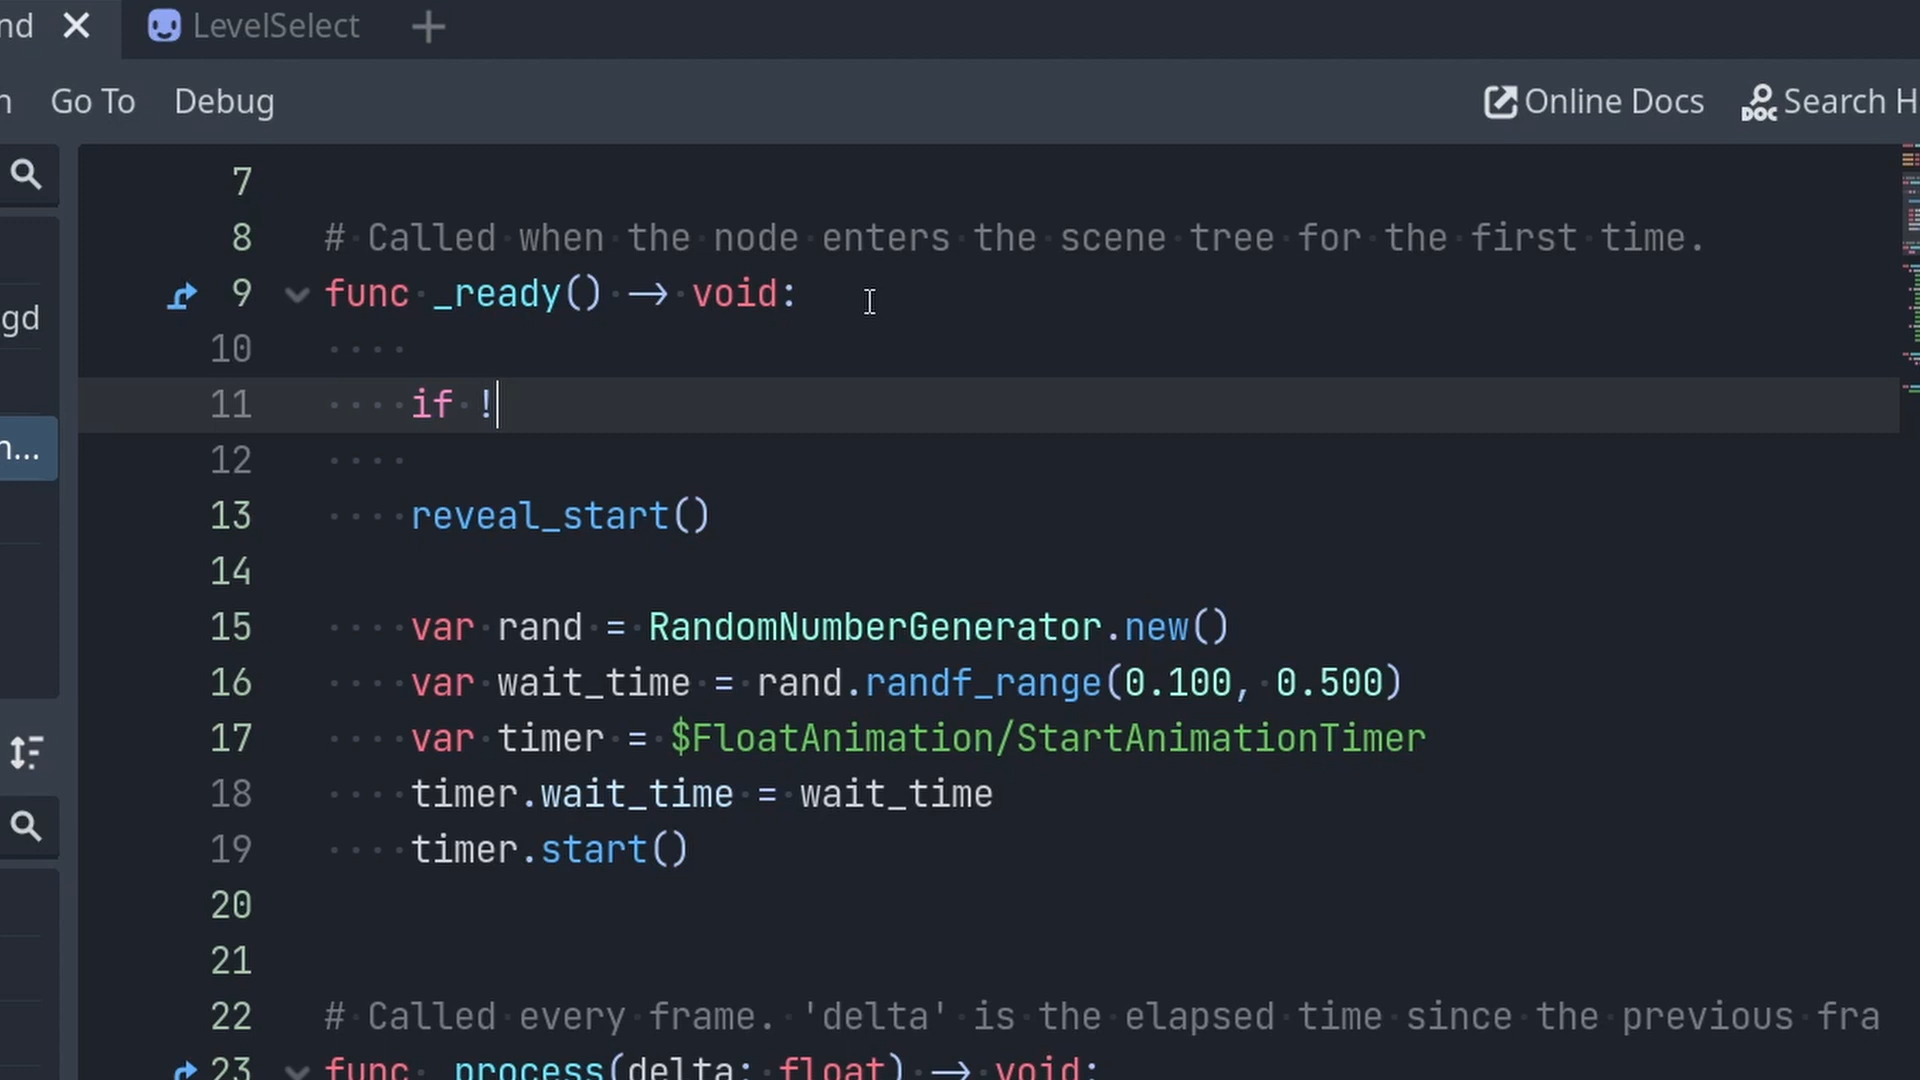 nd LevelSelect
n Go To Debug Online Docs DOC Search H
7
8 # Called when the node enters the scene tree for the first time.
9 func _ready() -> void:
gd
10
11 if !
n...
12
13 reveal_start()
14
15 var rand = RandomNumberGenerator.new()
16 var wait_time = rand.randf_range(0.100, 0.500)
17 var timer = $FloatAnimation/StartAnimationTimer
18 timer.wait_time = wait_time
19 timer.start()
20
21
22 # Called every frame. 'delta' is the elapsed time since the previous fra
23 func _process(delta: float) -> void: